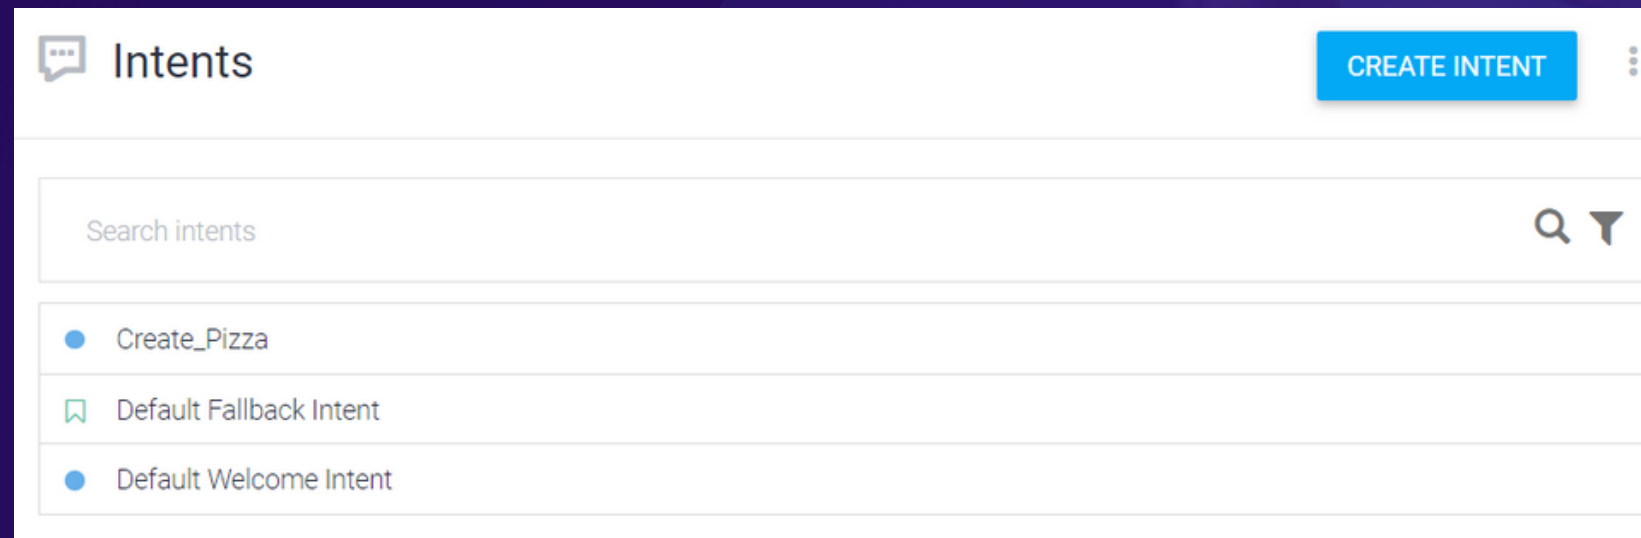 Intents
CREATE INTENT
Search intents
Create_Pizza
Default Fallback Intent
Default Welcome Intent